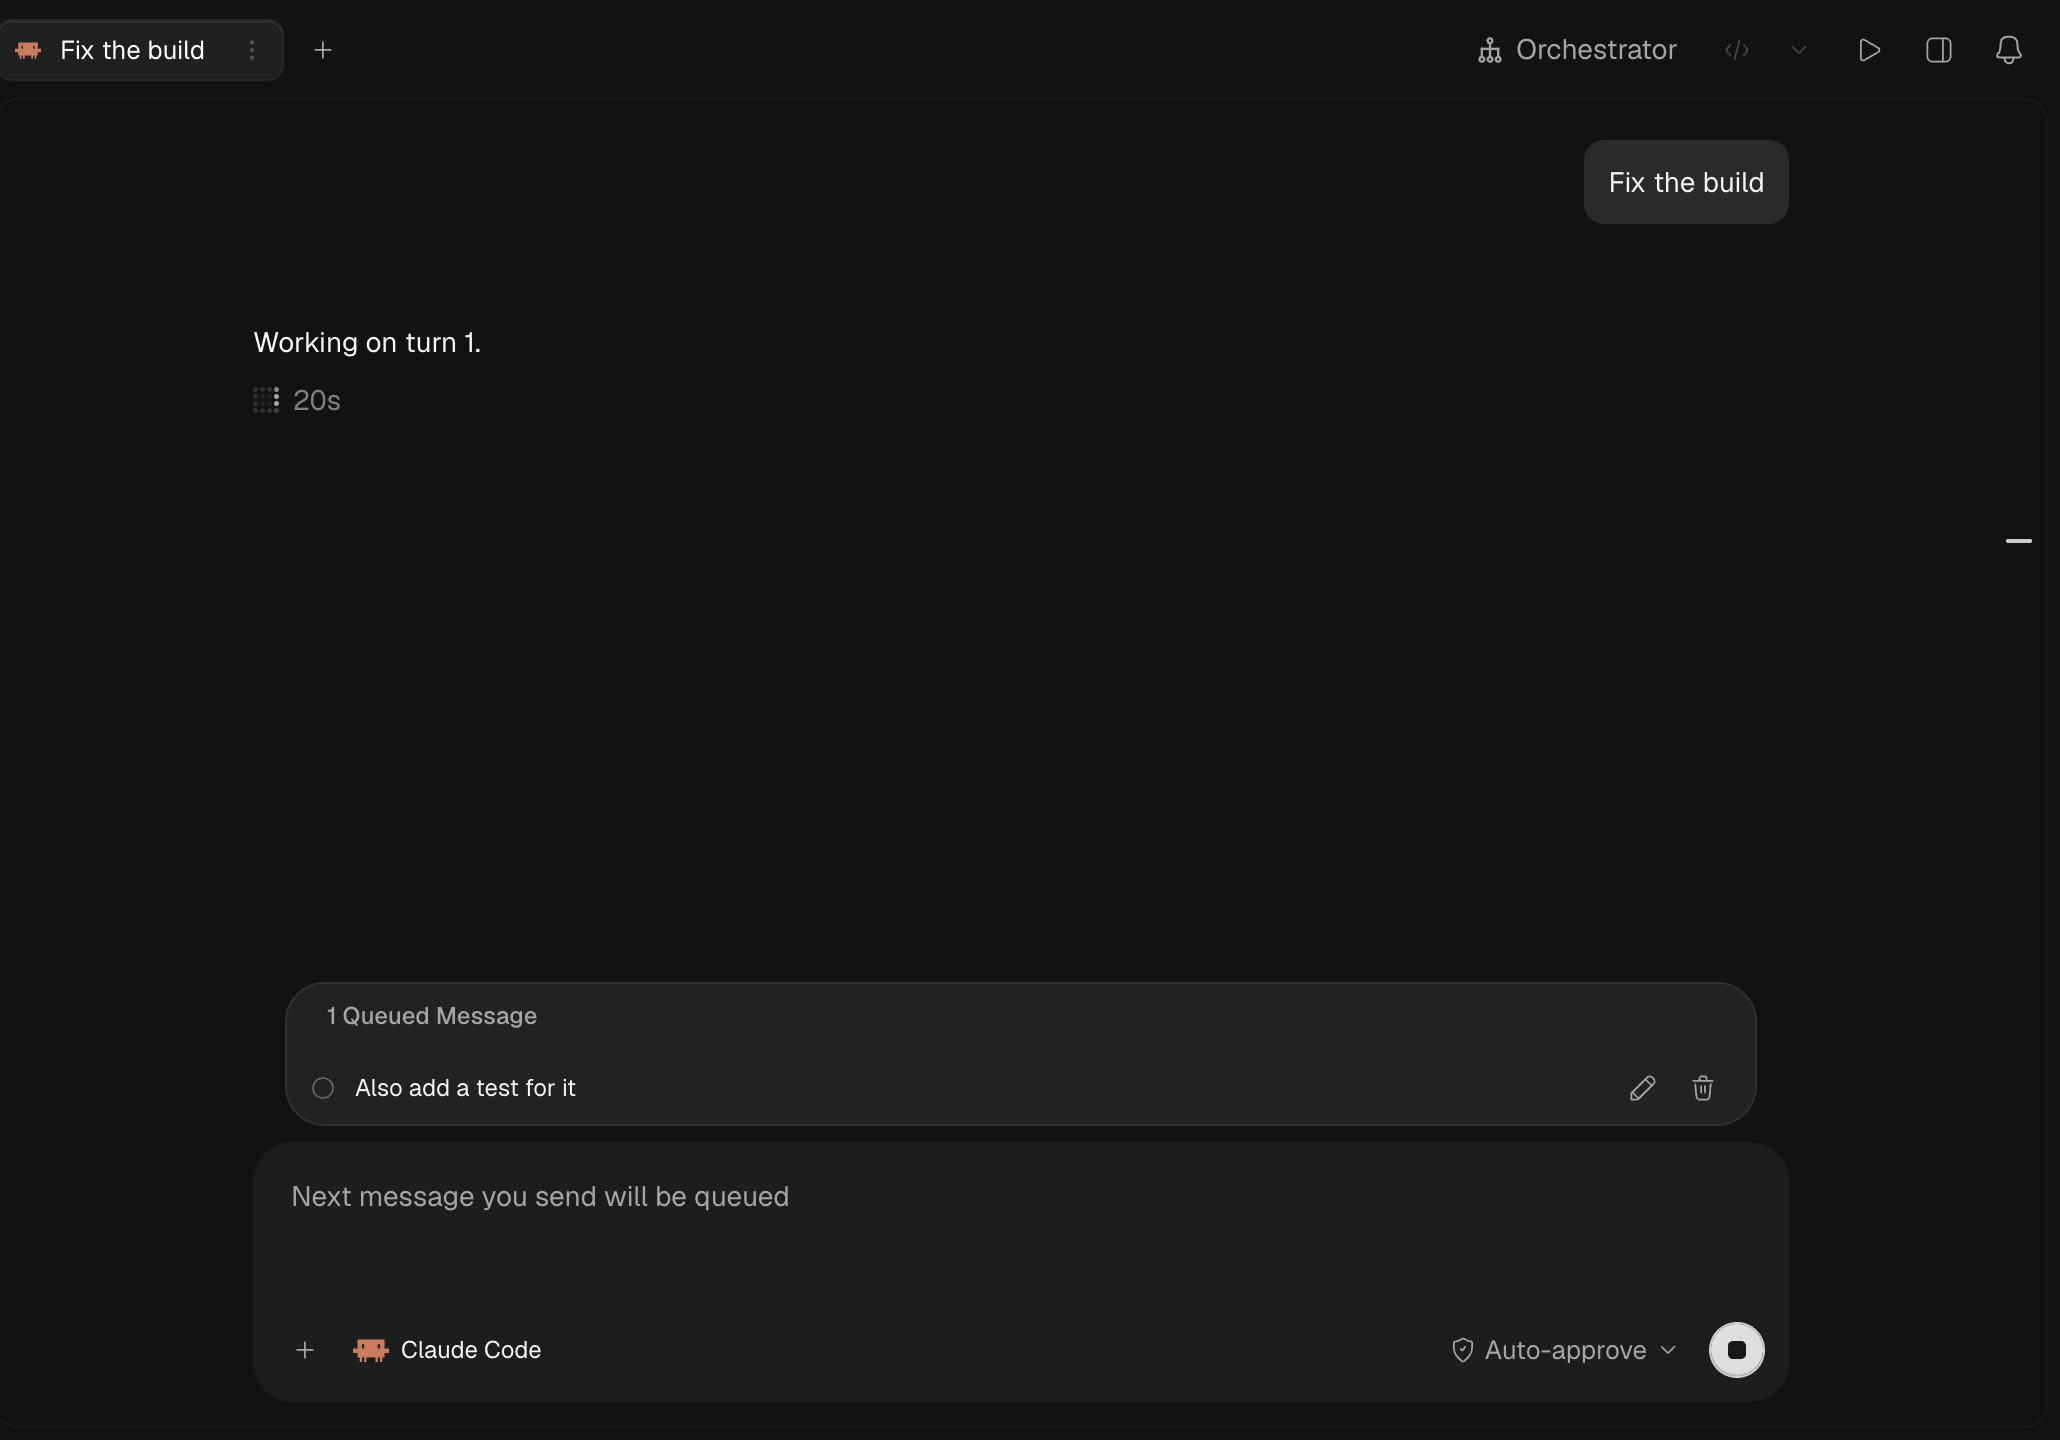 Fix the build
Orchestrator
Fix the build
Working on turn 1.
20s
1 Queued Message
Also add a test for it
Next message you send will be queued
Claude Code
Auto-approve